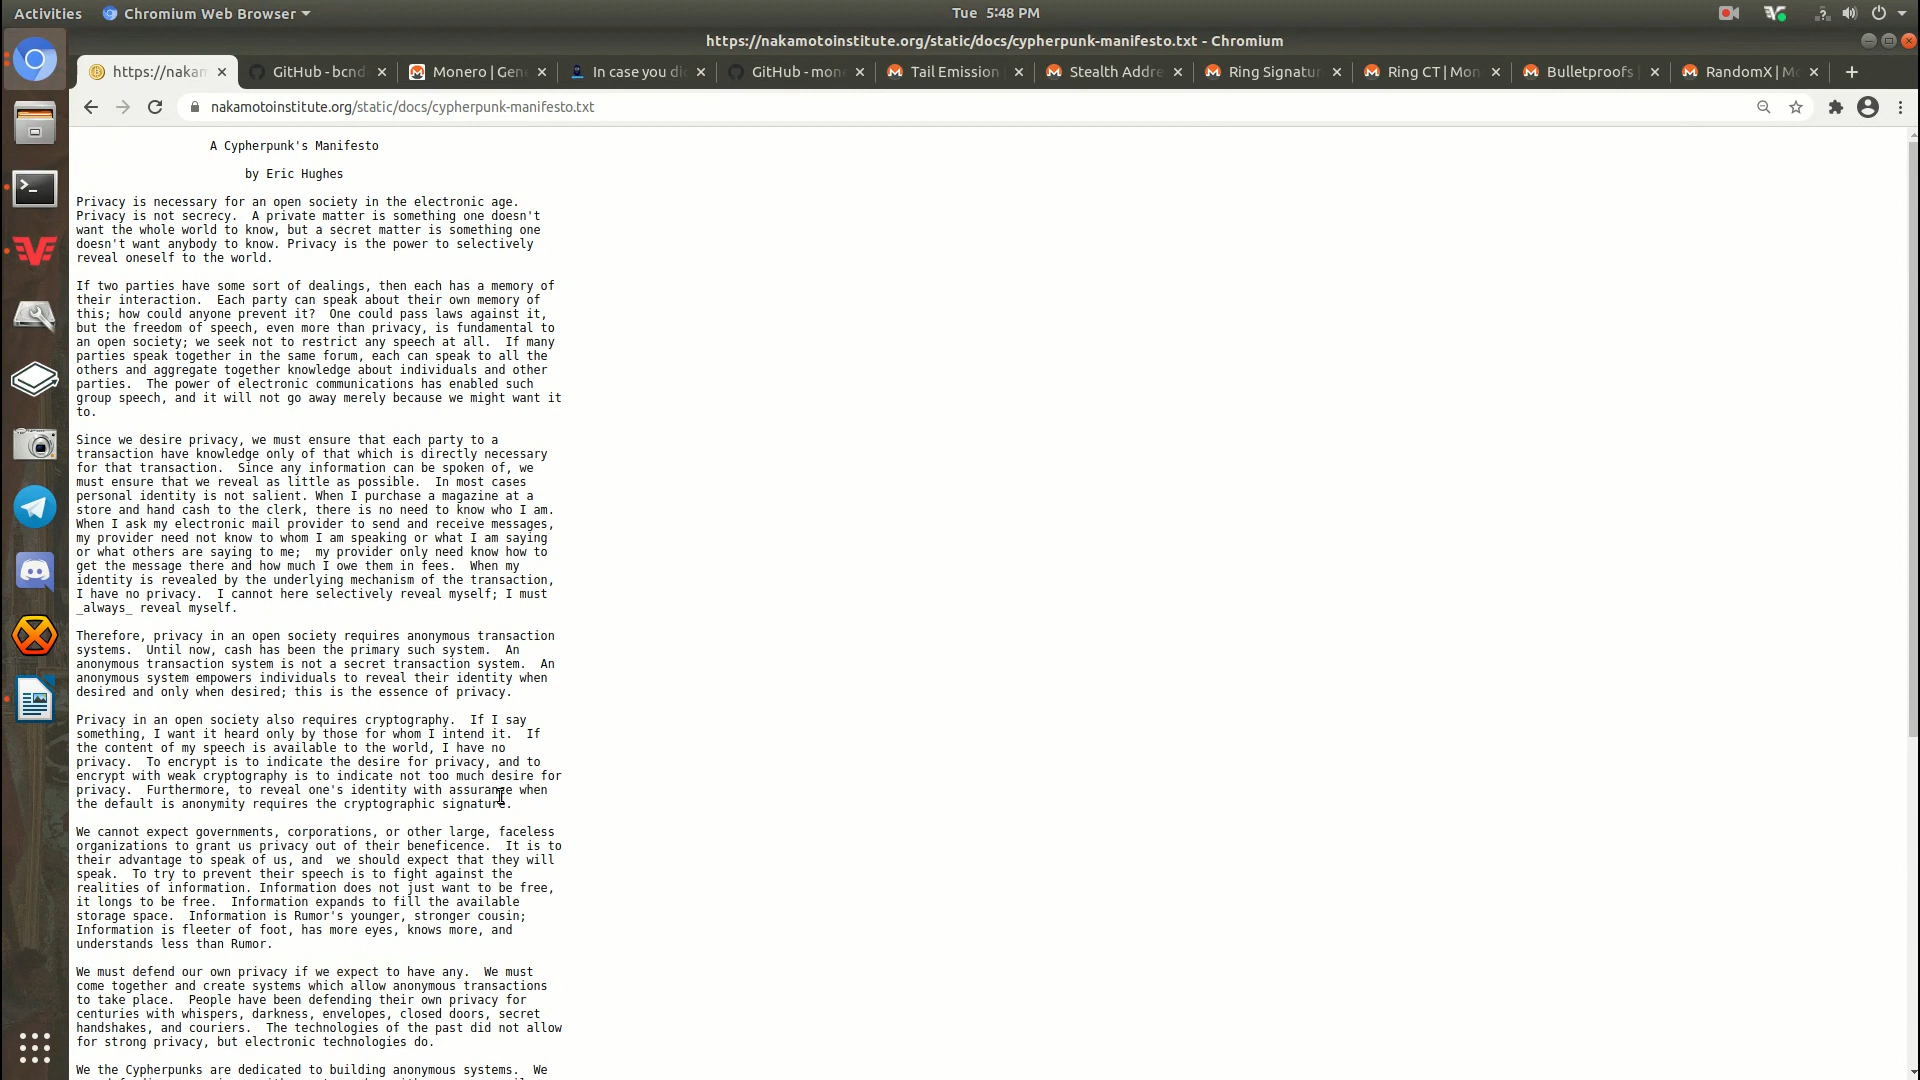 Activities
Chromium Web Browser
Tue 5:48 PM
https://nakamotoinstitute.org/static/docs/cypherpunk-manifesto.txt - Chromium
https://nakam
GitHub - bcnd
Monero | Gen
In case you di
GitHub - mon
Tail Emission
Stealth Addre
Ring Signatur
Ring CT | Mon
Bulletproofs |
RandomX | Mo
nakamotoinstitute.org/static/docs/cypherpunk-manifesto.txt
A Cypherpunk's Manifesto
by Eric Hughes
Privacy is necessary for an open society in the electronic age.
Privacy is not secrecy.  A private matter is something one doesn't
want the whole world to know, but a secret matter is something one
doesn't want anybody to know. Privacy is the power to selectively
reveal oneself to the world.
If two parties have some sort of dealings, then each has a memory of
their interaction.  Each party can speak about their own memory of
this; how could anyone prevent it?  One could pass laws against it,
but the freedom of speech, even more than privacy, is fundamental to
an open society; we seek not to restrict any speech at all.  If many
parties speak together in the same forum, each can speak to all the
others and aggregate together knowledge about individuals and other
parties.  The power of electronic communications has enabled such
group speech, and it will not go away merely because we might want it
to.
Since we desire privacy, we must ensure that each party to a
transaction have knowledge only of that which is directly necessary
for that transaction.  Since any information can be spoken of, we
must ensure that we reveal as little as possible.  In most cases
personal identity is not salient. When I purchase a magazine at a
store and hand cash to the clerk, there is no need to know who I am.
When I ask my electronic mail provider to send and receive messages,
my provider need not know to whom I am speaking or what I am saying
or what others are saying to me;  my provider only need know how to
get the message there and how much I owe them in fees.  When my
identity is revealed by the underlying mechanism of the transaction,
I have no privacy.  I cannot here selectively reveal myself; I must
_always_ reveal myself.
Therefore, privacy in an open society requires anonymous transaction
systems.  Until now, cash has been the primary such system.  An
anonymous transaction system is not a secret transaction system.  An
anonymous system empowers individuals to reveal their identity when
desired and only when desired; this is the essence of privacy.
Privacy in an open society also requires cryptography.  If I say
something, I want it heard only by those for whom I intend it.  If
the content of my speech is available to the world, I have no
privacy.  To encrypt is to indicate the desire for privacy, and to
encrypt with weak cryptography is to indicate not too much desire for
privacy.  Furthermore, to reveal one's identity with assurance when
the default is anonymity requires the cryptographic signature.
We cannot expect governments, corporations, or other large, faceless
organizations to grant us privacy out of their beneficence.  It is to
their advantage to speak of us, and  we should expect that they will
speak.  To try to prevent their speech is to fight against the
realities of information. Information does not just want to be free,
it longs to be free.  Information expands to fill the available
storage space.  Information is Rumor's younger, stronger cousin;
Information is fleeter of foot, has more eyes, knows more, and
understands less than Rumor.
We must defend our own privacy if we expect to have any.  We must
come together and create systems which allow anonymous transactions
to take place.  People have been defending their own privacy for
centuries with whispers, darkness, envelopes, closed doors, secret
handshakes, and couriers.  The technologies of the past did not allow
for strong privacy, but electronic technologies do.
We the Cypherpunks are dedicated to building anonymous systems.  We